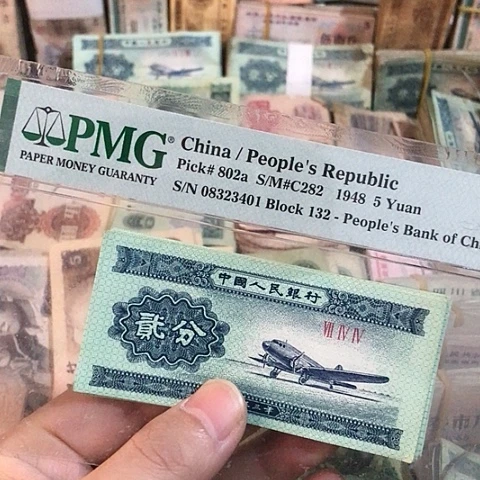 PMG® China / People's Republic
PAPER MONEY GUARANTY
Pick# 802a S/M#C282 1948 5 Yuan
S/N 08323401 Block 132 - People's Bank of Ch
中國人民銀行
貳分
VII IV IV